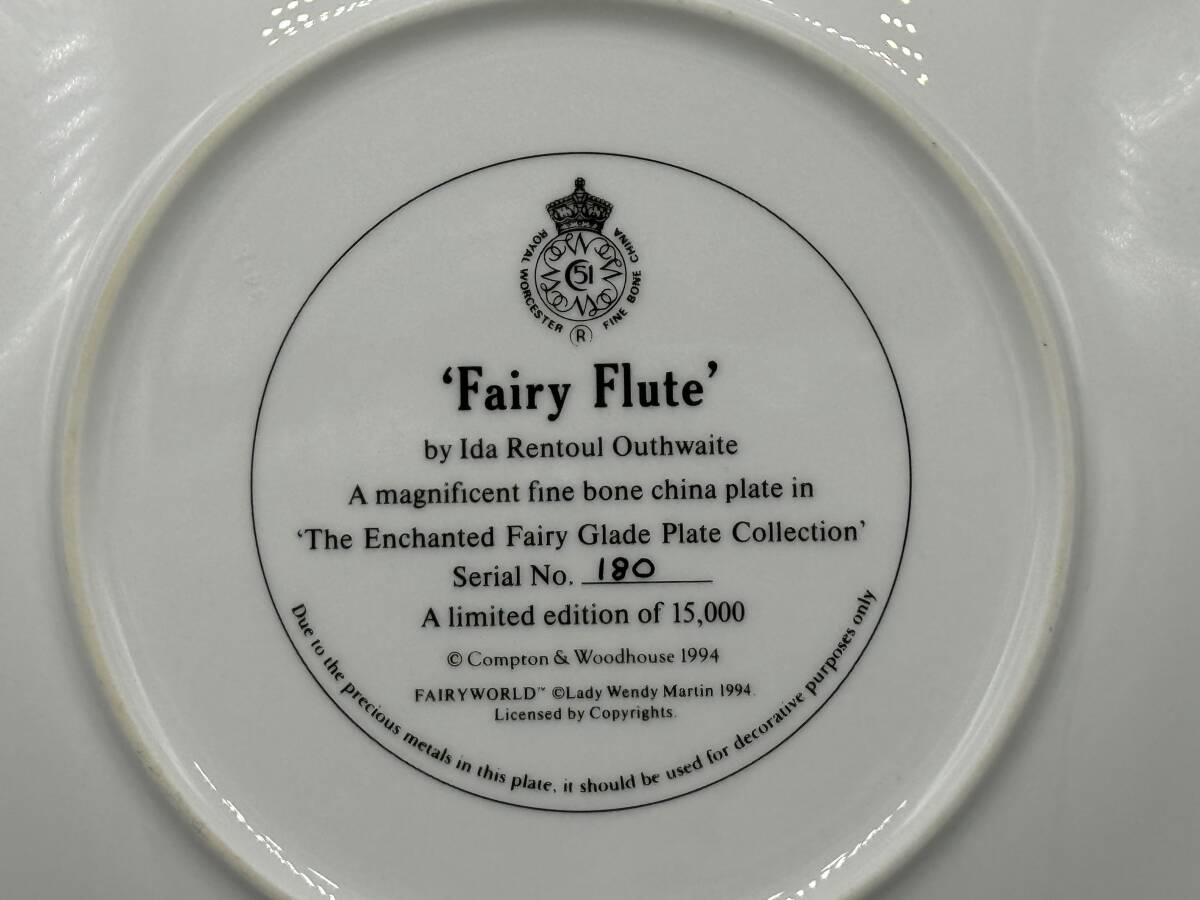 ROYAL WORCESTER ® FINE BONE CHINA
51
‘Fairy Flute’
by Ida Rentoul Outhwaite
A magnificent fine bone china plate in
‘The Enchanted Fairy Glade Plate Collection’
Serial No. 180
A limited edition of 15,000
© Compton & Woodhouse 1994
FAIRYWORLD™ ©Lady Wendy Martin 1994.
Licensed by Copyrights.
Due to the precious metals in this plate, it should be used for decorative purposes only